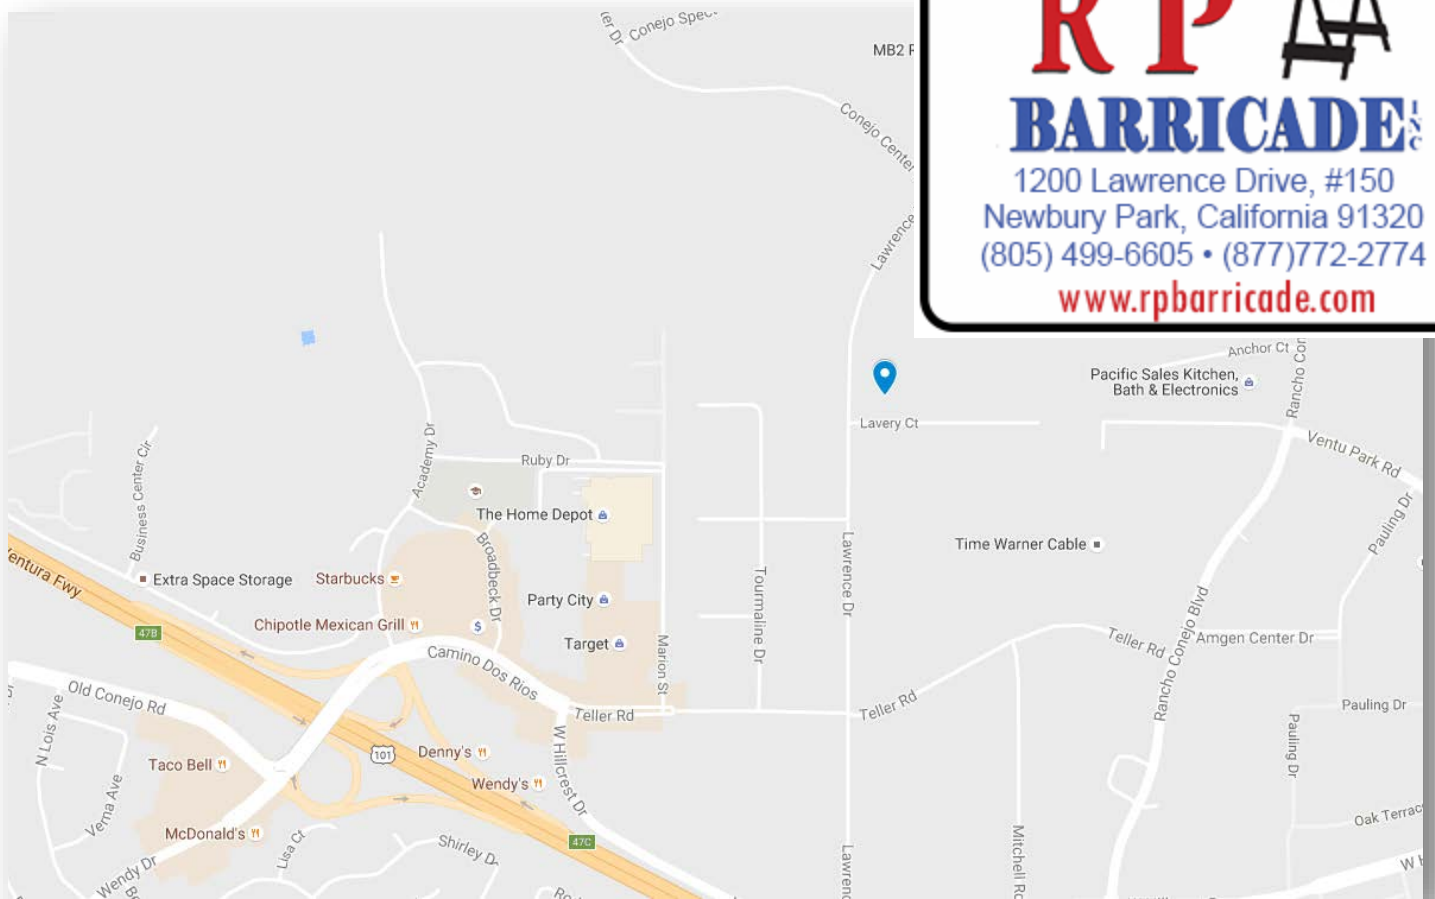 Conejo Spec
MB2
RP
BARRICADE INC
1200 Lawrence Drive, #150
Newbury Park, California 91320
(805) 499-6605 • (877)772-2774
www.rpbarricade.com
Conejo Center
Lawrence
Anchor Ct
Rancho Con
Pacific Sales Kitchen,
Bath & Electronics
Lavery Ct
Ventu Park Rd
Academy Dr
Business Center Cir
Ruby Dr
Pauling Dr
The Home Depot
Broadbeck Dr
Time Warner Cable
Lawrence Dr
Ventura Fwy
Extra Space Storage
Starbucks
Party City
Tourmaline Dr
Rancho Conejo Blvd
Chipotle Mexican Grill
$
47B
Target
Marion St
Teller Rd
Amgen Center Dr
Camino Dos Rios
Old Conejo Rd
N Lois Ave
Teller Rd
Teller Rd
Pauling Dr
Pauling Dr
W Hillcrest Dr
101
Denny's
Taco Bell
Wendy's
Verna Ave
McDonald's
Lisa Ct
Shirley Dr
47C
Mitchell Rd
Oak Terrac
Wendy Dr
Lawrenc
W H